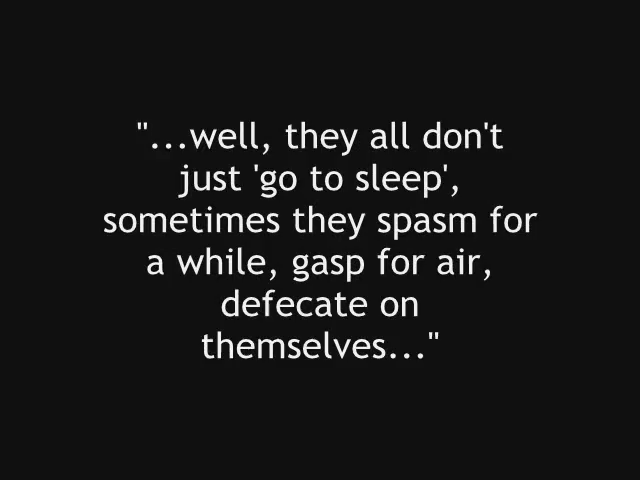 "...well, they all don't
just 'go to sleep',
sometimes they spasm for
a while, gasp for air,
defecate on
themselves..."